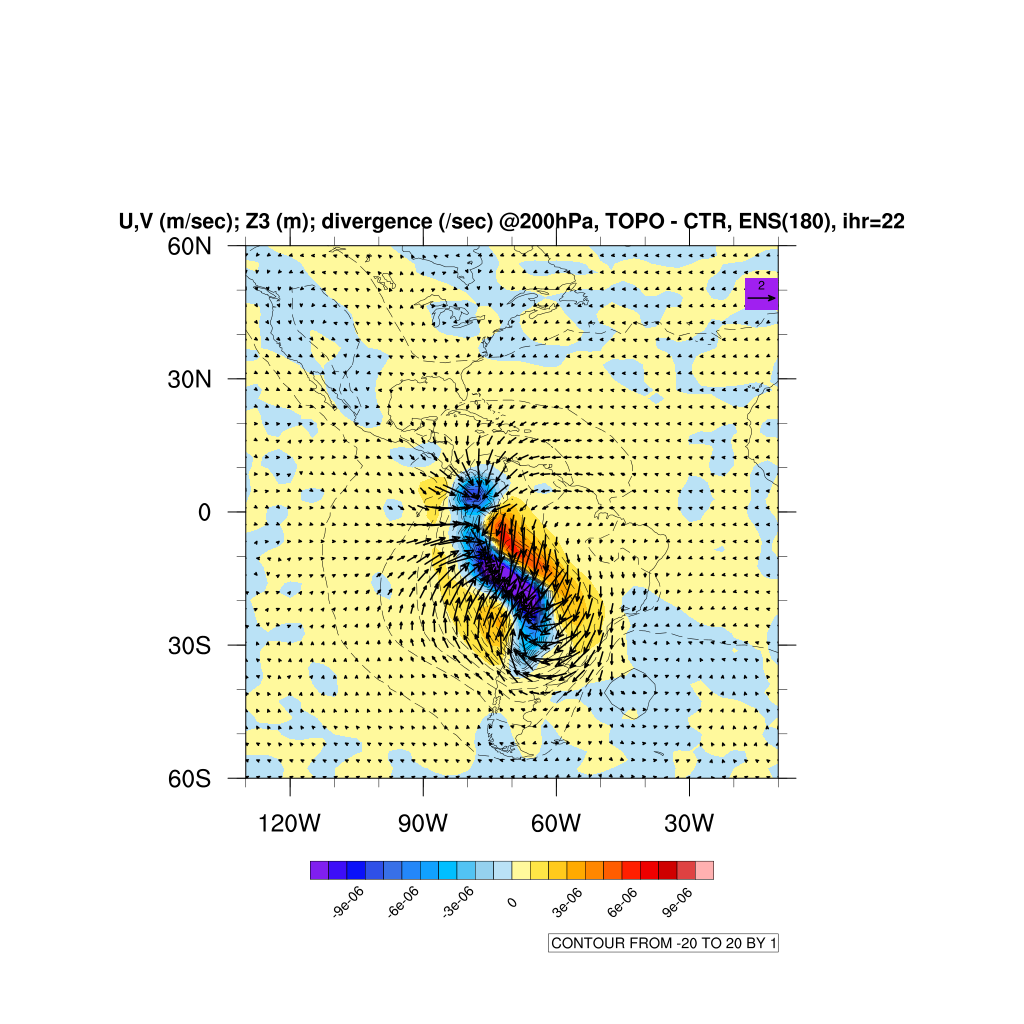 U,V (m/sec); Z3 (m); divergence (/sec) @200hPa, TOPO - CTR, ENS(180), ihr=22
60N
2
30N
0
30S
60S
120W 90W 60W 30W
-9e-06 -6e-06 -3e-06 0 3e-06 6e-06 9e-06
CONTOUR FROM -20 TO 20 BY 1